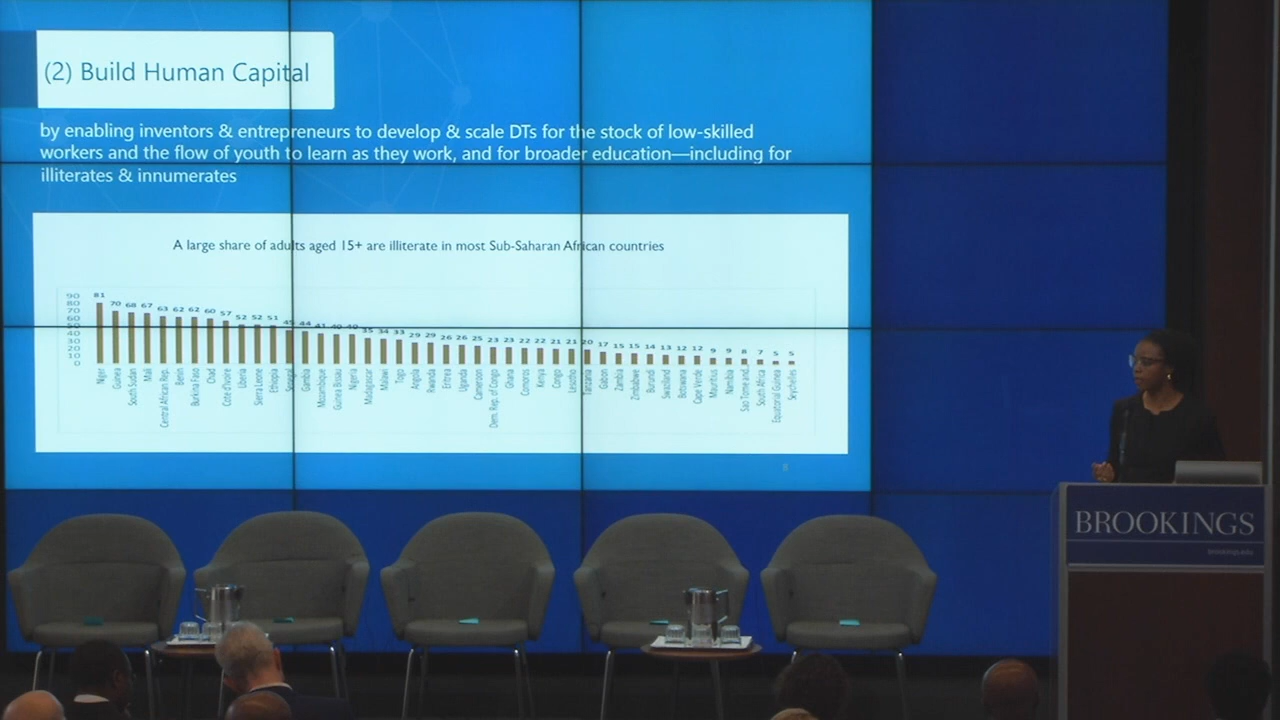 (2) Build Human Capital
by enabling inventors & entrepreneurs to develop & scale DTs for the stock of low-skilled
workers and the flow of youth to learn as they work, and for broader education—including for
illiterates & innumerates
A large share of adults aged 15+ are illiterate in most Sub-Saharan African countries
90
80
70
60
50
40
30
20
10
0
81 70 68 67 63 62 62 60 57 52 52 51 45 44 41 40 40 35 34 33 29 29 26 26 25 23 23 22 22 21 21 20 17 15 15 14 13 12 12 9 9 8 7 5 5
Niger
Guinea
South Sudan
Mali
Central African Rep.
Benin
Burkina Faso
Chad
Cote d'Ivoire
Liberia
Sierra Leone
Ethiopia
Senegal
Gambia
Mozambique
Guinea Bissau
Nigeria
Madagascar
Malawi
Togo
Angola
Rwanda
Eritrea
Uganda
Cameroon
Dem. Rep. of Congo
Ghana
Comoros
Kenya
Congo
Lesotho
Tanzania
Gabon
Zambia
Zimbabwe
Burundi
Swaziland
Botswana
Cape Verde
Mauritius
Namibia
Sao Tome and...
South Africa
Equatorial Guinea
Seychelles
8
BROOKINGS
brookings.edu